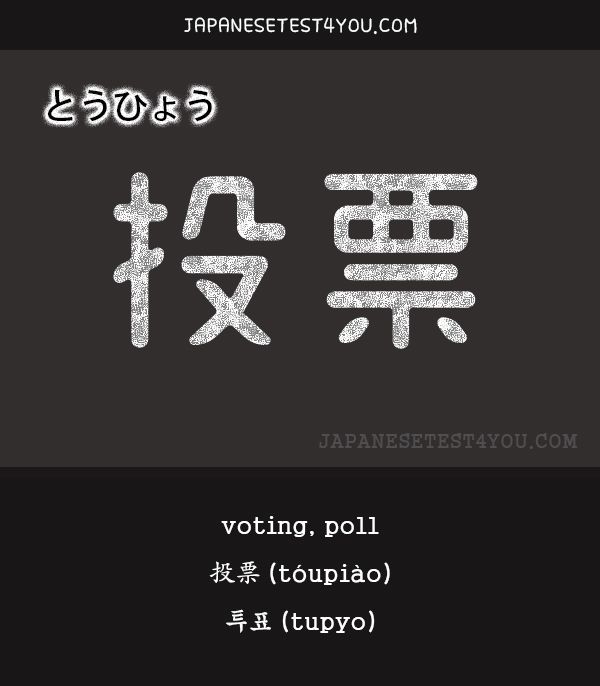 JAPANESETEST4YOU.COM
とうひょう
投票
JAPANESETEST4YOU.COM
voting, poll
投票 (tóupiào)
투표 (tupyo)